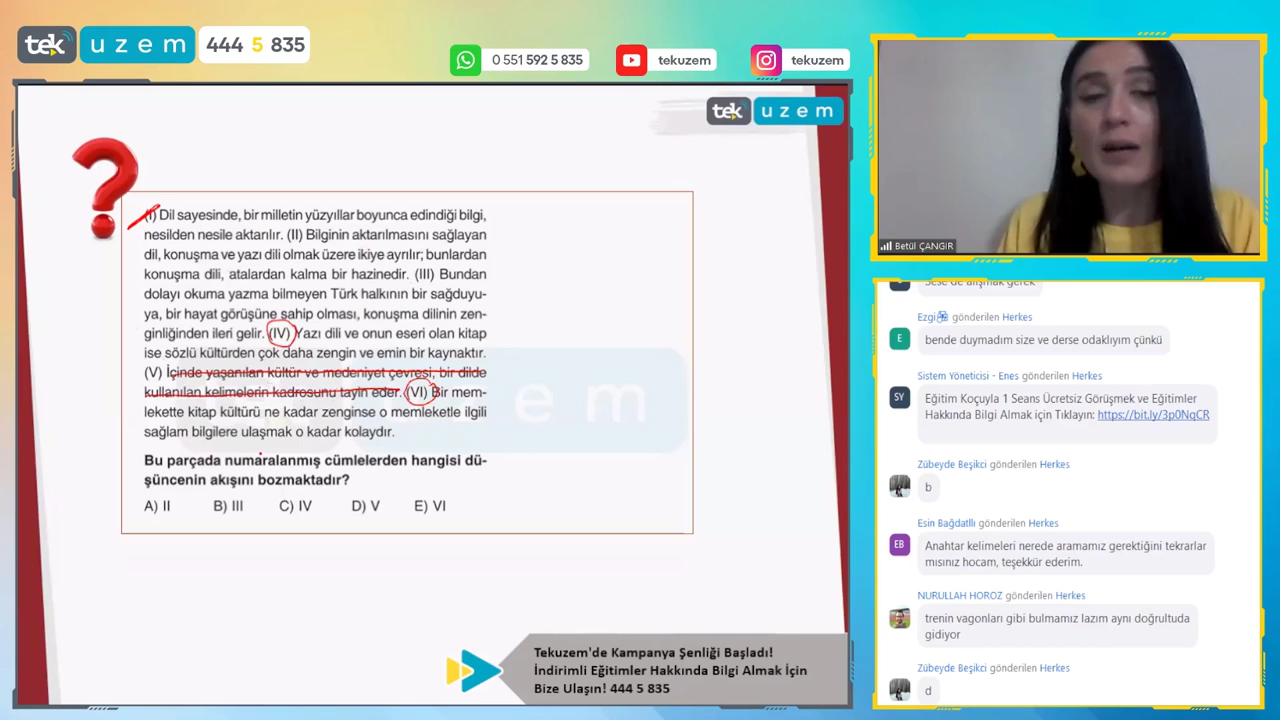 tek uzem 444 5 835
0 551 592 5 835
tekuzem
tekuzem
tek uzem
(I) Dil sayesinde, bir milletin yüzyıllar boyunca edindiği bilgi,
nesilden nesile aktarılır. (II) Bilginin aktarılmasını sağlayan
dil, konuşma ve yazı dili olmak üzere ikiye ayrılır; bunlardan
konuşma dili, atalardan kalma bir hazinedir. (III) Bundan
dolayı okuma yazma bilmeyen Türk halkının bir sağduyu-
ya, bir hayat görüşüne sahip olması, konuşma dilinin zen-
ginliğinden ileri gelir. (IV) Yazı dili ve onun eseri olan kitap
ise sözlü kültürden çok daha zengin ve emin bir kaynaktır.
(V) İçinde yaşanılan kültür ve medeniyet çevresi, bir dilde
kullanılan kelimelerin kadrosunu tayin eder. (VI) Bir mem-
lekette kitap kültürü ne kadar zenginse o memleketle ilgili
sağlam bilgilere ulaşmak o kadar kolaydır.
Bu parçada numaralanmış cümlelerden hangisi dü-
şüncenin akışını bozmaktadır?
A) II B) III C) IV D) V E) VI
Tekuzem'de Kampanya Şenliği Başladı!
İndirimli Eğitimler Hakkında Bilgi Almak İçin
Bize Ulaşın! 444 5 835
Betül ÇANGIR
Sese de alışmak gerek
Ezgi gönderilen Herkes
E
bende duymadım size ve derse odaklıyım çünkü
Sistem Yöneticisi - Enes gönderilen Herkes
SY
Eğitim Koçuyla 1 Seans Ücretsiz Görüşmek ve Eğitimler
Hakkında Bilgi Almak için Tıklayın: https://bit.ly/3p0NqCR
Zübeyde Beşikci gönderilen Herkes
b
Esin Bağdatllı gönderilen Herkes
EB
Anahtar kelimeleri nerede aramamız gerektiğini tekrarlar
mısınız hocam, teşekkür ederim.
NURULLAH HOROZ gönderilen Herkes
trenin vagonları gibi bulmamız lazım aynı doğrultuda
gidiyor
Zübeyde Beşikci gönderilen Herkes
d